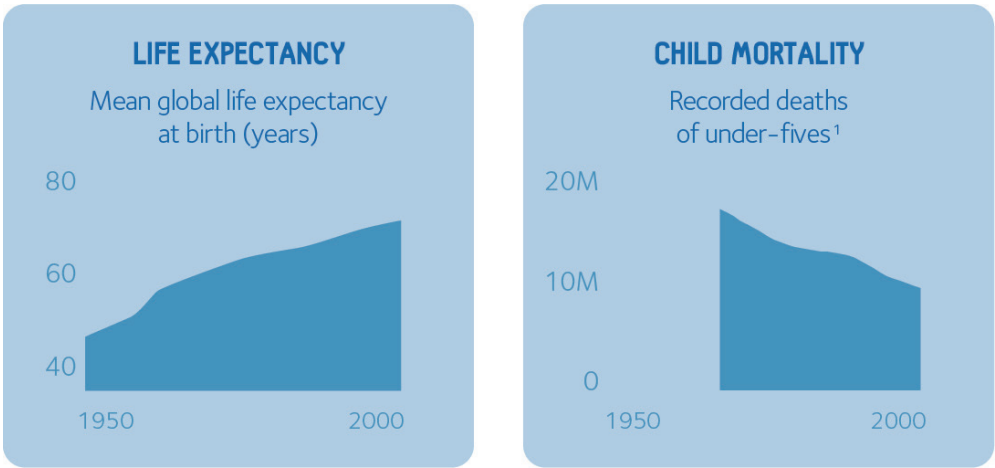 LIFE EXPECTANCY
Mean global life expectancy
at birth (years)
80
60
40
1950
2000
CHILD MORTALITY
Recorded deaths
of under-fives¹
20M
10M
0
1950
2000